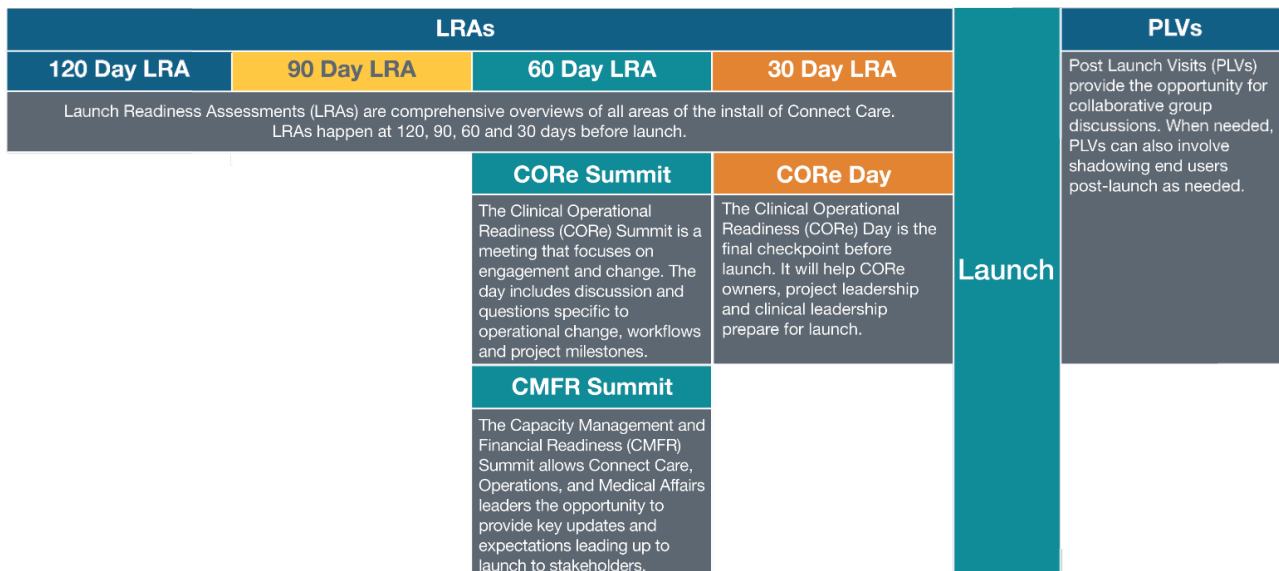 LRAs
120 Day LRA
90 Day LRA
60 Day LRA
30 Day LRA
Launch Readiness Assessments (LRAs) are comprehensive overviews of all areas of the install of Connect Care.
LRAs happen at 120, 90, 60 and 30 days before launch.
CORe Summit
The Clinical Operational
Readiness (CORe) Summit is a
meeting that focuses on
engagement and change. The
day includes discussion and
questions specific to
operational change, workflows
and project milestones.
CMFR Summit
The Capacity Management and
Financial Readiness (CMFR)
Summit allows Connect Care,
Operations, and Medical Affairs
leaders the opportunity to
provide key updates and
expectations leading up to
launch to stakeholders.
CORe Day
The Clinical Operational
Readiness (CORe) Day is the
final checkpoint before
launch. It will help CORe
owners, project leadership
and clinical leadership
prepare for launch.
Launch
PLVs
Post Launch Visits (PLVs)
provide the opportunity for
collaborative group
discussions. When needed,
PLVs can also involve
shadowing end users
post-launch as needed.